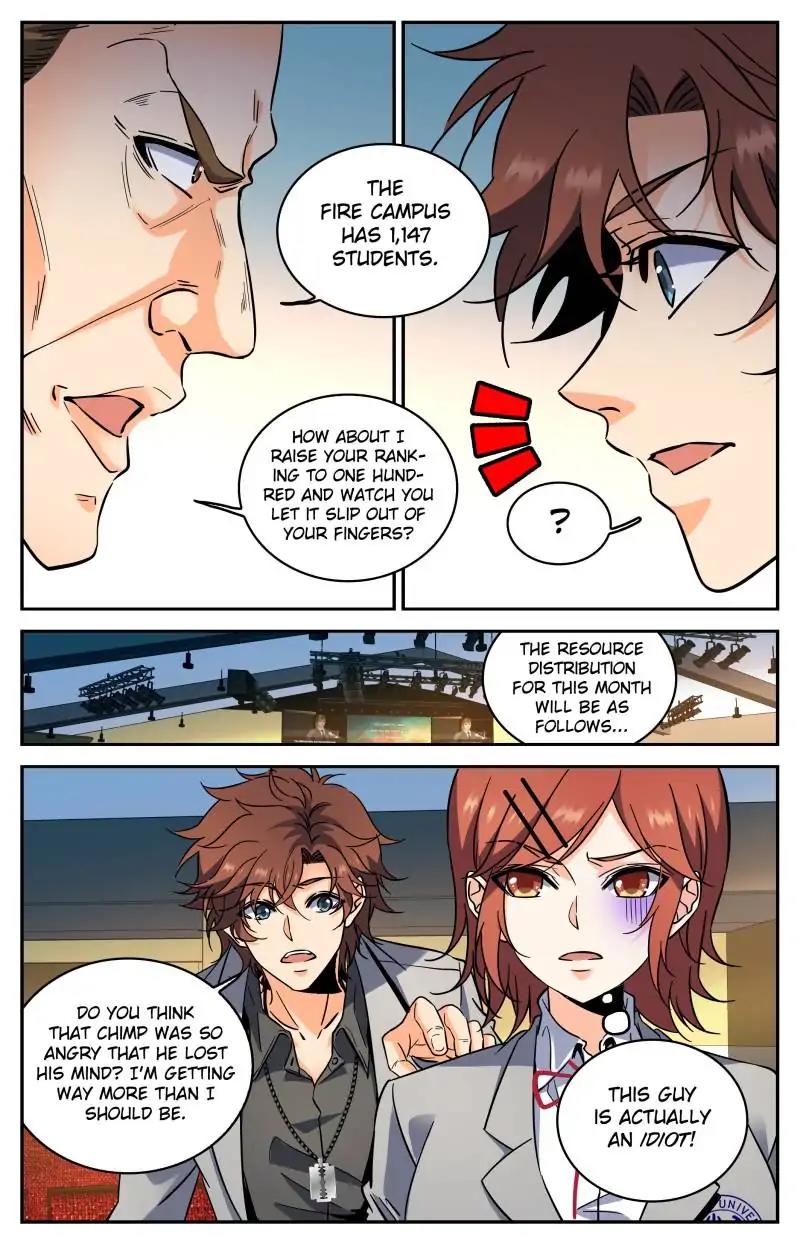 THE
FIRE CAMPUS
HAS 1,147
STUDENTS.
HOW ABOUT I
RAISE YOUR RANK-
ING TO ONE HUND-
RED AND WATCH YOU
LET IT SLIP OUT OF
YOUR FINGERS?
?
THE RESOURCE
DISTRIBUTION
FOR THIS MONTH
WILL BE AS
FOLLOWS...
DO YOU THINK
THAT CHIMP WAS SO
ANGRY THAT HE LOST
HIS MIND? I'M GETTING
WAY MORE THAN I
SHOULD BE.
THIS GUY
IS ACTUALLY
AN IDIOT!